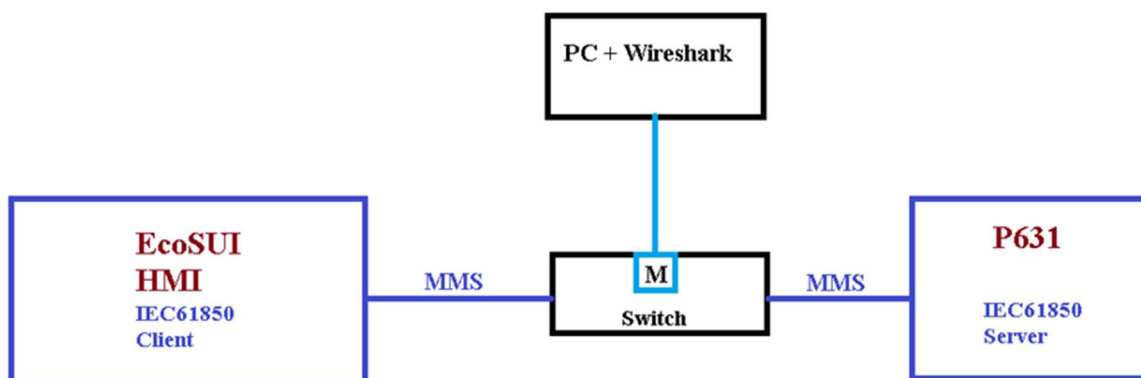 PC + Wireshark
EcoSUI
HMI
IEC61850
Client
MMS
M
Switch
MMS
P631
IEC61850
Server